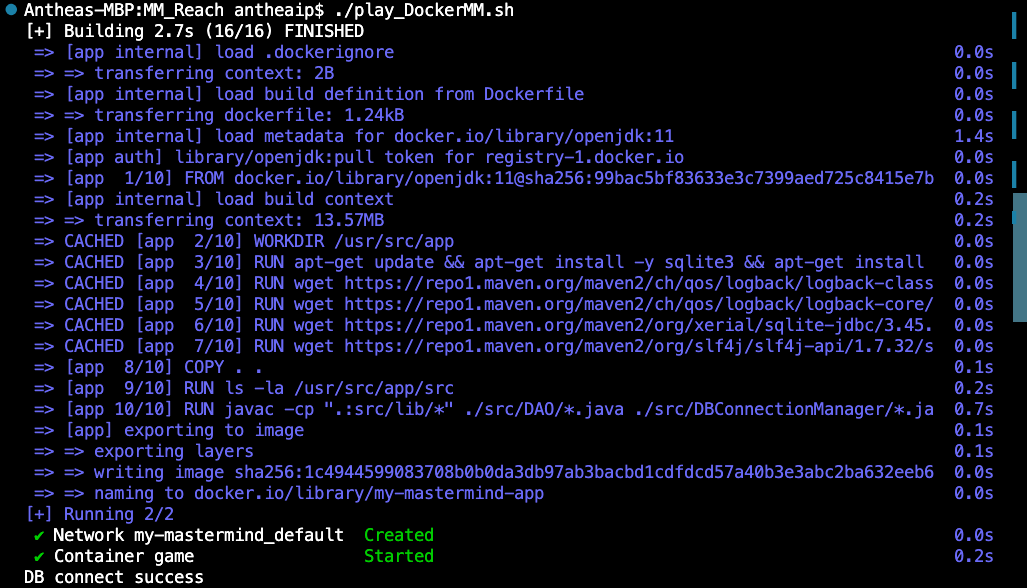 Antheas-MBP:MM_Reach antheaip$ ./play_DockerMM.sh
[+] Building 2.7s (16/16) FINISHED
=> [app internal] load .dockerignore 0.0s
=> => transferring context: 2B 0.0s
=> [app internal] load build definition from Dockerfile 0.0s
=> => transferring dockerfile: 1.24kB 0.0s
=> [app internal] load metadata for docker.io/library/openjdk:11 1.4s
=> [app auth] library/openjdk:pull token for registry-1.docker.io 0.0s
=> [app  1/10] FROM docker.io/library/openjdk:11@sha256:99bac5bf83633e3c7399aed725c8415e7b 0.0s
=> [app internal] load build context 0.2s
=> => transferring context: 13.57MB 0.2s
=> CACHED [app  2/10] WORKDIR /usr/src/app 0.0s
=> CACHED [app  3/10] RUN apt-get update && apt-get install -y sqlite3 && apt-get install 0.0s
=> CACHED [app  4/10] RUN wget https://repo1.maven.org/maven2/ch/qos/logback/logback-class 0.0s
=> CACHED [app  5/10] RUN wget https://repo1.maven.org/maven2/ch/qos/logback/logback-core/ 0.0s
=> CACHED [app  6/10] RUN wget https://repo1.maven.org/maven2/org/xerial/sqlite-jdbc/3.45. 0.0s
=> CACHED [app  7/10] RUN wget https://repo1.maven.org/maven2/org/slf4j/slf4j-api/1.7.32/s 0.0s
=> [app  8/10] COPY . . 0.1s
=> [app  9/10] RUN ls -la /usr/src/app/src 0.2s
=> [app 10/10] RUN javac -cp ".:src/lib/*" ./src/DAO/*.java ./src/DBConnectionManager/*.ja 0.7s
=> [app] exporting to image 0.1s
=> => exporting layers 0.1s
=> => writing image sha256:1c4944599083708b0b0da3db97ab3bacbd1cdfdcd57a40b3e3abc2ba632eeb6 0.0s
=> => naming to docker.io/library/my-mastermind-app 0.0s
[+] Running 2/2
✔ Network my-mastermind_default  Created 0.0s
✔ Container game  Started 0.2s
DB connect success